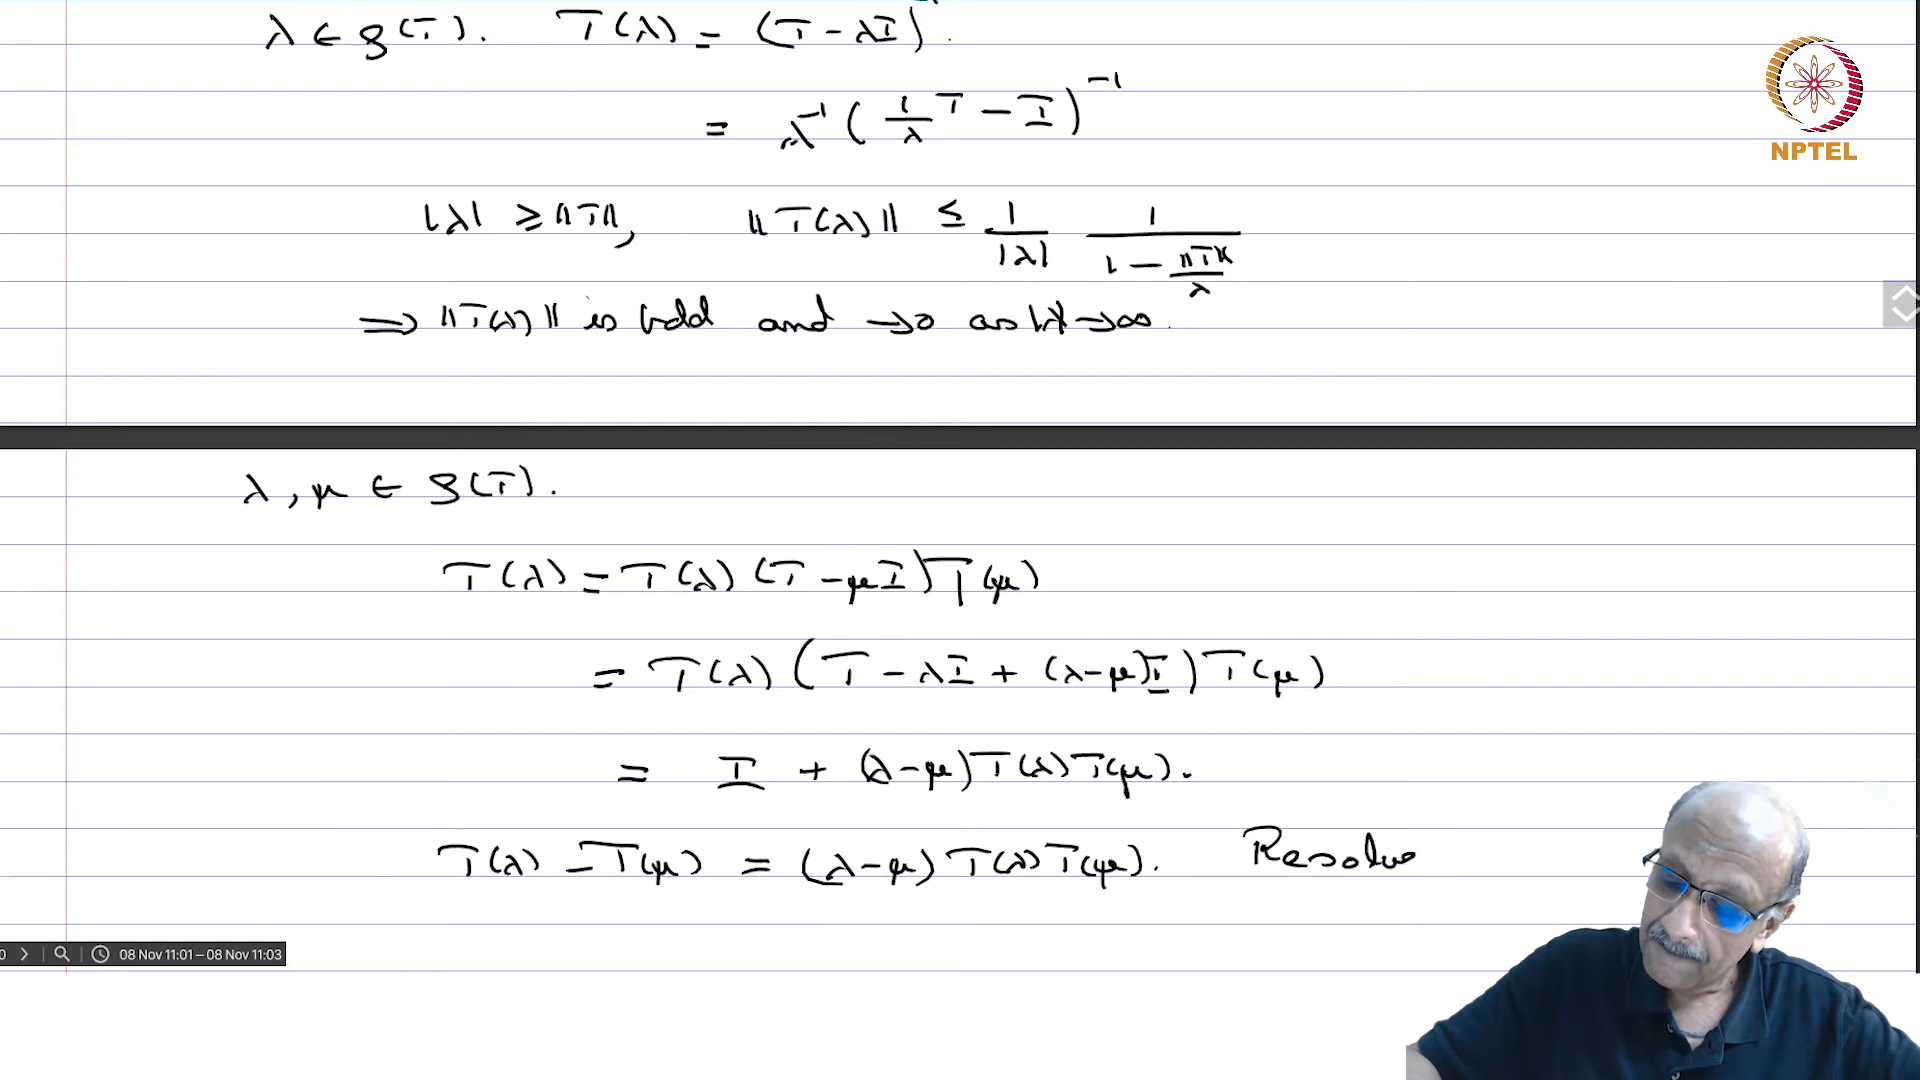 λ ∈ ρ(T). T(λ) = (T - λI)
= λ⁻¹ ( 1/λ T - I )⁻¹
NPTEL
|λ| ≥ ||T||, ||T(λ)|| ≤ 1/|λ| 1/(1 - ||T||/λ)
⟹ ||T(λ)|| is bdd and → 0 as |λ| → ∞.
λ, μ ∈ ρ(T).
T(λ) = T(λ) (T - μI) T(μ)
= T(λ) (T - λI + (λ-μ)I) T(μ)
= I + (λ-μ) T(λ) T(μ).
T(λ) - T(μ) = (λ-μ) T(λ) T(μ). Resolve
0 08 Nov 11:01 – 08 Nov 11:03